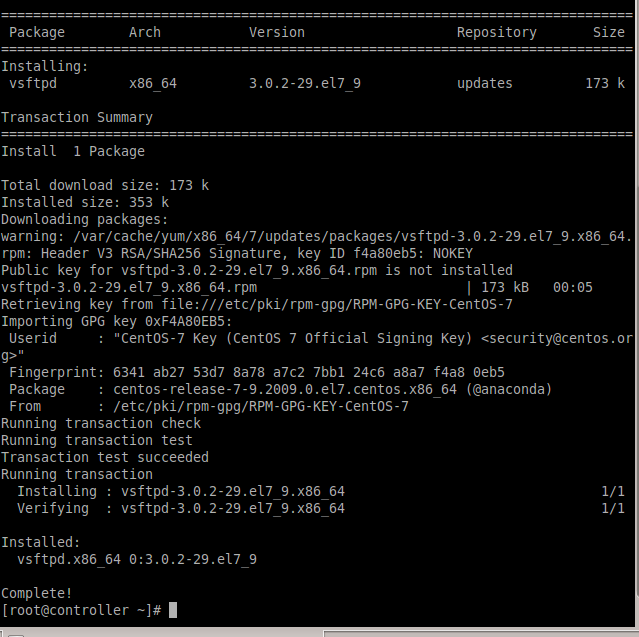 ================================================================================
 Package        Arch           Version                   Repository       Size
================================================================================
Installing:
 vsftpd         x86_64         3.0.2-29.el7_9            updates         173 k

Transaction Summary
================================================================================
Install  1 Package

Total download size: 173 k
Installed size: 353 k
Downloading packages:
warning: /var/cache/yum/x86_64/7/updates/packages/vsftpd-3.0.2-29.el7_9.x86_64.
rpm: Header V3 RSA/SHA256 Signature, key ID f4a80eb5: NOKEY
Public key for vsftpd-3.0.2-29.el7_9.x86_64.rpm is not installed
vsftpd-3.0.2-29.el7_9.x86_64.rpm                          | 173 kB   00:05
Retrieving key from file:///etc/pki/rpm-gpg/RPM-GPG-KEY-CentOS-7
Importing GPG key 0xF4A80EB5:
 Userid     : "CentOS-7 Key (CentOS 7 Official Signing Key) <security@centos.or
g>"
 Fingerprint: 6341 ab27 53d7 8a78 a7c2 7bb1 24c6 a8a7 f4a8 0eb5
 Package    : centos-release-7-9.2009.0.el7.centos.x86_64 (@anaconda)
 From       : /etc/pki/rpm-gpg/RPM-GPG-KEY-CentOS-7
Running transaction check
Running transaction test
Transaction test succeeded
Running transaction
  Installing : vsftpd-3.0.2-29.el7_9.x86_64                                1/1
  Verifying  : vsftpd-3.0.2-29.el7_9.x86_64                                1/1

Installed:
  vsftpd.x86_64 0:3.0.2-29.el7_9

Complete!
[root@controller ~]#